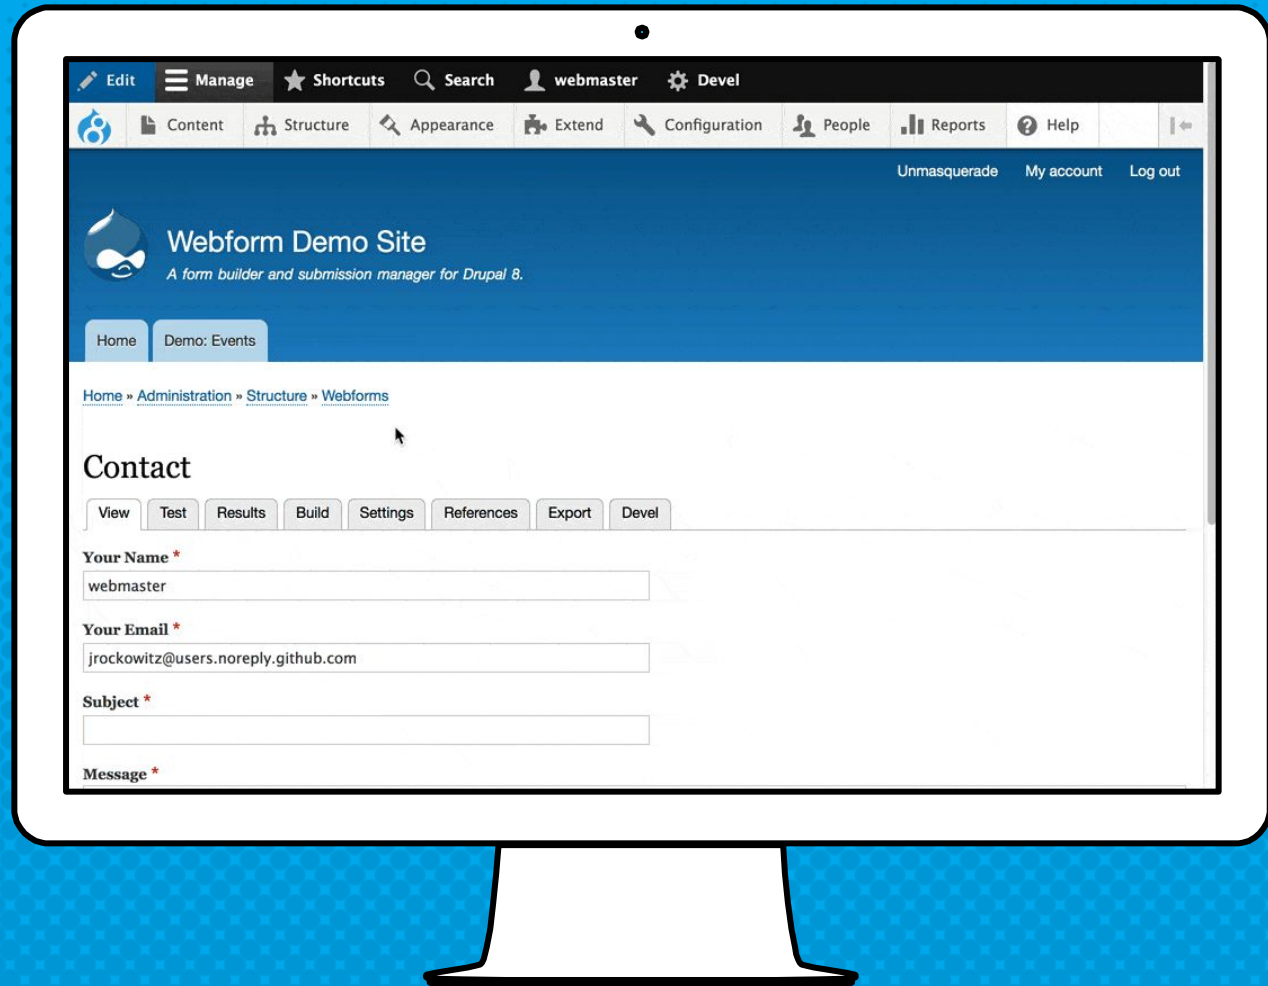 Edit Manage Shortcuts Search webmaster Devel
Content Structure Appearance Extend Configuration People Reports Help
Unmasquerade My account Log out
Webform Demo Site
A form builder and submission manager for Drupal 8.
Home Demo: Events
Home » Administration » Structure » Webforms
Contact
View Test Results Build Settings References Export Devel
Your Name *
webmaster
Your Email *
jrockowitz@users.noreply.github.com
Subject *
Message *